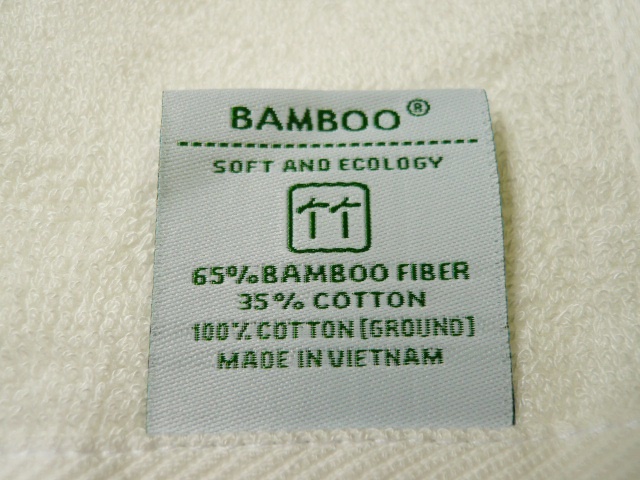 BAMBOO®
SOFT AND ECOLOGY
65% BAMBOO FIBER
35% COTTON
100% COTTON [GROUND]
MADE IN VIETNAM